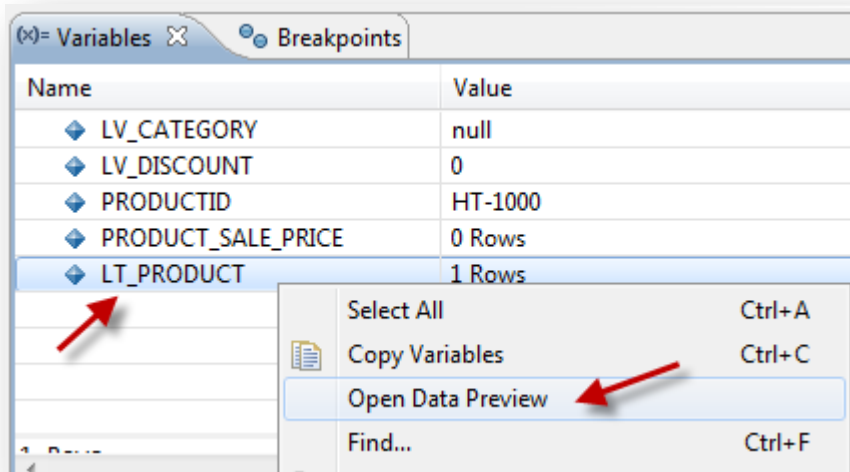 (x)= Variables Breakpoints
Name Value
LV_CATEGORY null
LV_DISCOUNT 0
PRODUCTID HT-1000
PRODUCT_SALE_PRICE 0 Rows
LT_PRODUCT 1 Rows
Select All Ctrl+A
Copy Variables Ctrl+C
Open Data Preview
Find... Ctrl+F